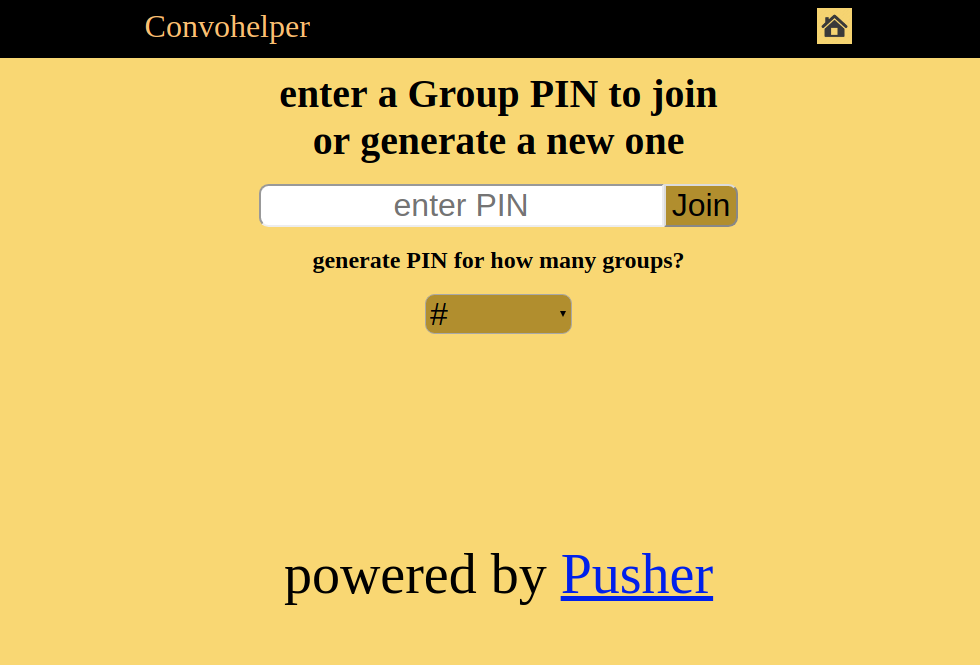 Convohelper
enter a Group PIN to join
or generate a new one
enter PIN
Join
generate PIN for how many groups?
#
powered by Pusher